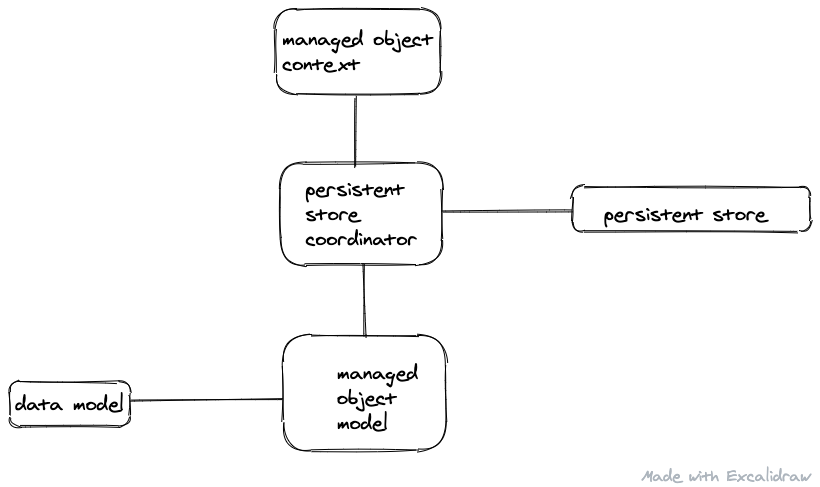 managed object
context
persistent
store
coordinator
persistent store
managed
object
model
data model
Made with Excalidraw